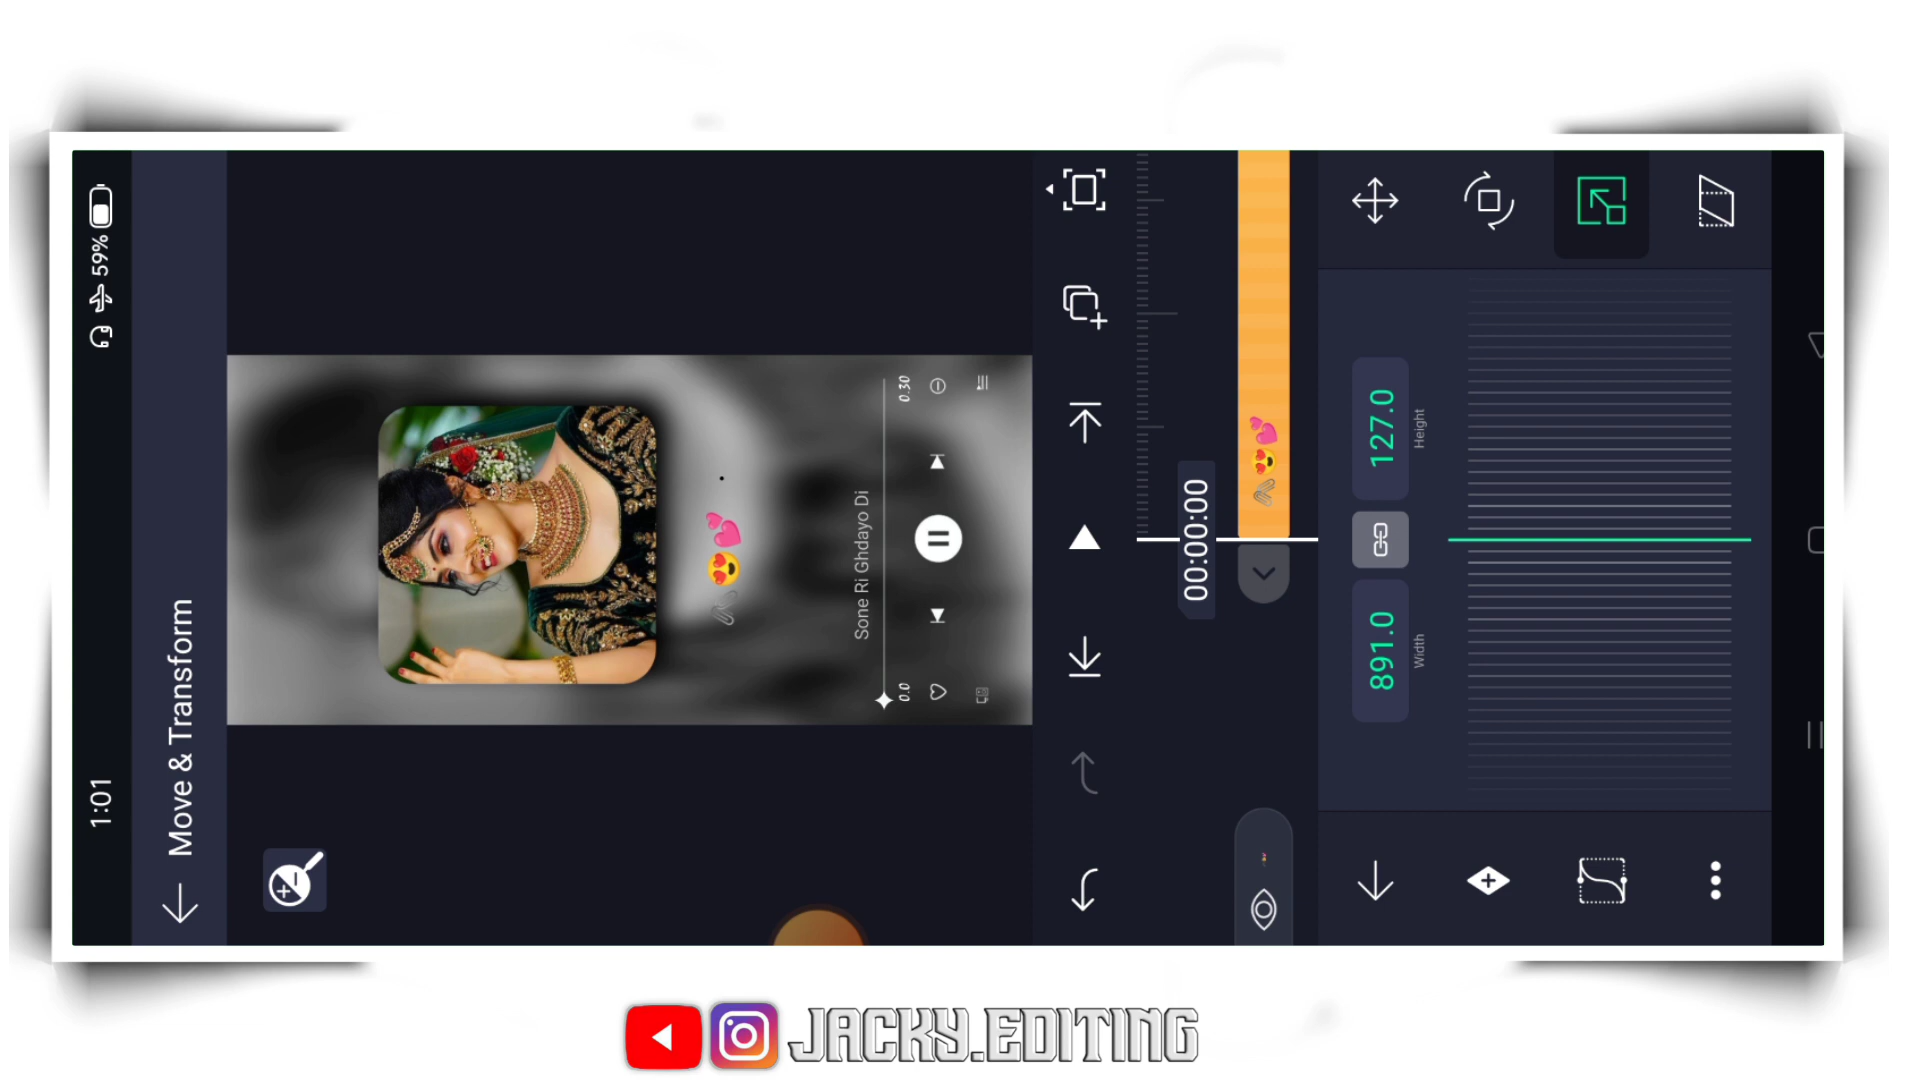 1:01
59%
Move & Transform
Sone Ri Ghdayo Di
0.0
0.30
00:00:00
891.0
Width
127.0
Height
JACKY.EDITING